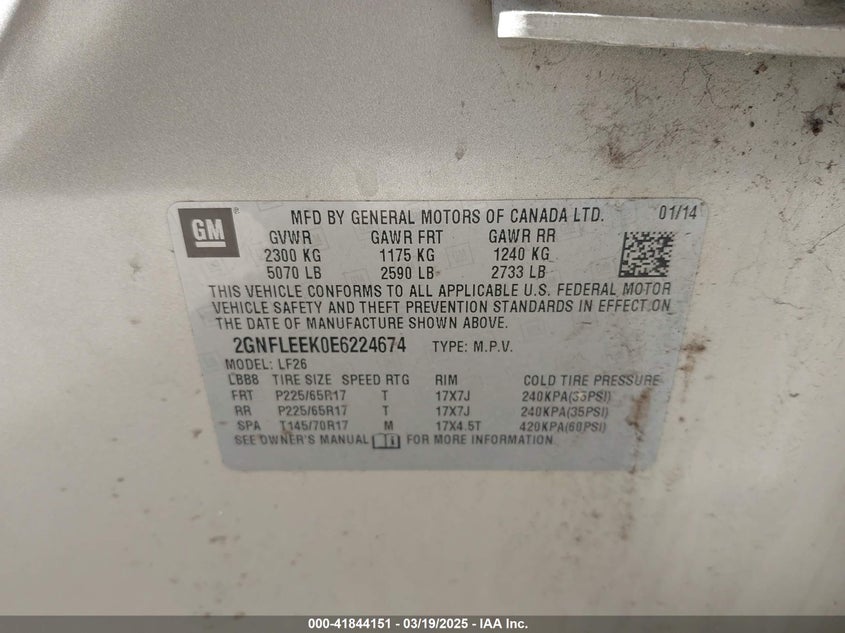 GM
MFD BY GENERAL MOTORS OF CANADA LTD. 01/14
GVWR GAWR FRT GAWR RR
2300 KG 1175 KG 1240 KG
5070 LB 2590 LB 2733 LB
THIS VEHICLE CONFORMS TO ALL APPLICABLE U.S. FEDERAL MOTOR
VEHICLE SAFETY AND THEFT PREVENTION STANDARDS IN EFFECT ON
THE DATE OF MANUFACTURE SHOWN ABOVE.
2GNFLEEK0E6224674 TYPE: M.P.V.
MODEL: LF26
LBB8 TIRE SIZE SPEED RTG RIM COLD TIRE PRESSURE
FRT P225/65R17 T 17X7J 240KPA(35PSI)
RR P225/65R17 T 17X7J 240KPA(35PSI)
SPA T145/70R17 M 17X4.5T 420KPA(60PSI)
SEE OWNER'S MANUAL FOR MORE INFORMATION
000-41844151 - 03/19/2025 - IAA Inc.